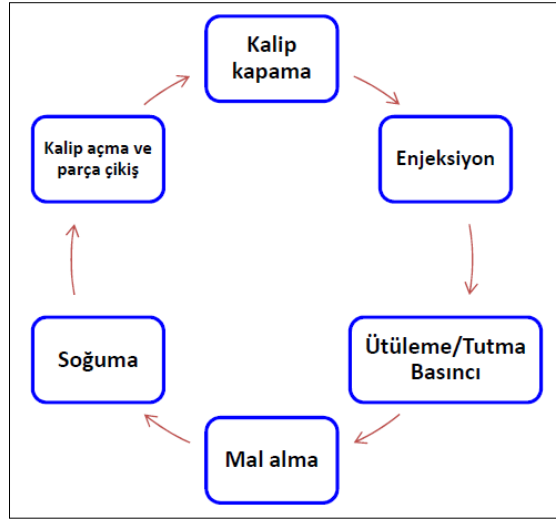 Kalip
kapama
Enjeksiyon
Ütüleme/Tutma
Basıncı
Mal alma
Soğuma
Kalip açma ve
parça çikiş